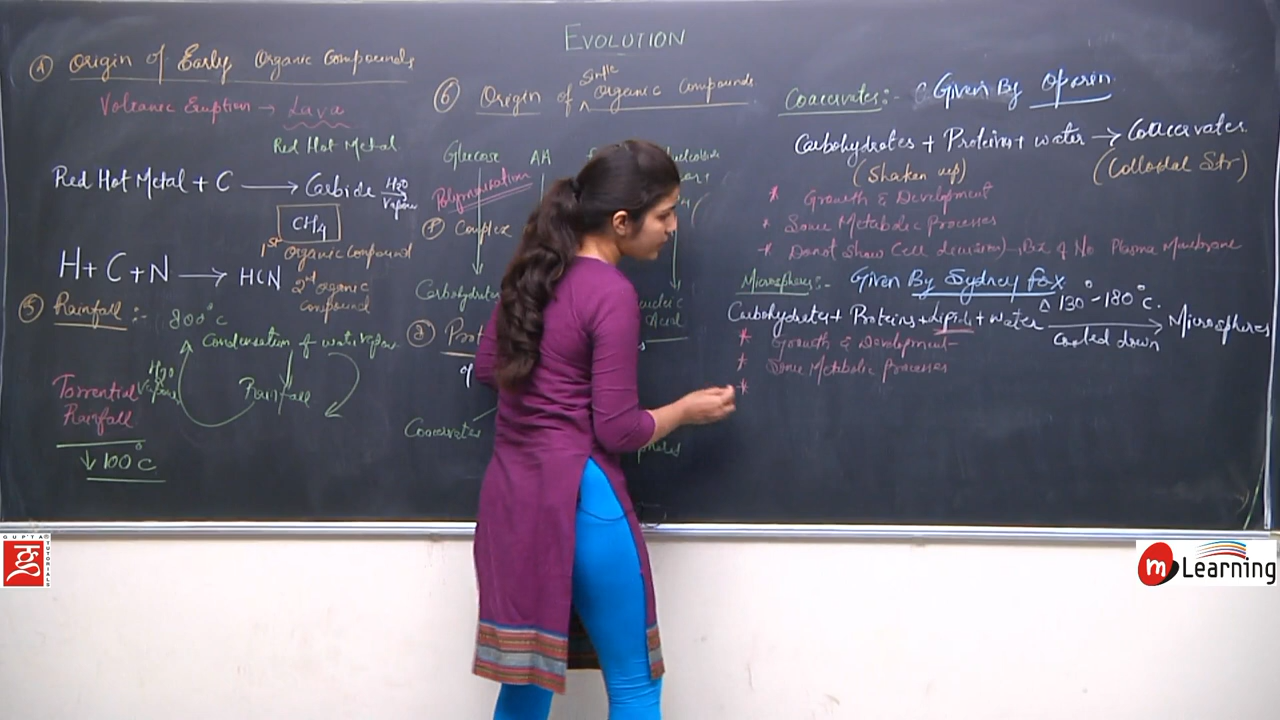 EVOLUTION
④ Origin of Early Organic Compounds
Volcanic Eruption → Lava
Red Hot Metal
Red Hot Metal + C → Carbide H2O Vapour
CH4
1st Organic Compound
H + C + N → HCN 2nd Organic Compound
⑤ Rainfall :-
800°C
Condensation of water vapour
H2O Vapour
Rainfall
Torrential Rainfall
↓ 100°C
⑥ Origin of Simple Organic Compounds
Glucose AA
Polymerisation
Complex
Carbohydrates
Acid
of
Coacervates
Coacervates :- Given By Oparin
Carbohydrates + Proteins + water → Coacervates
(Shaken up) (Colloidal Str)
* Growth & Development
* Some Metabolic Processes
* Donot Show Cell division → Bz of No Plasma Membrane
Microspheres :- Given By Sydney Fox
Carbohydrates + Proteins + Lipids + water Δ 130° - 180°C. → Microspheres
cooled down
* Growth & Development
* Some Metabolic Processes
*
GUPTA TUTORIALS
m Learning